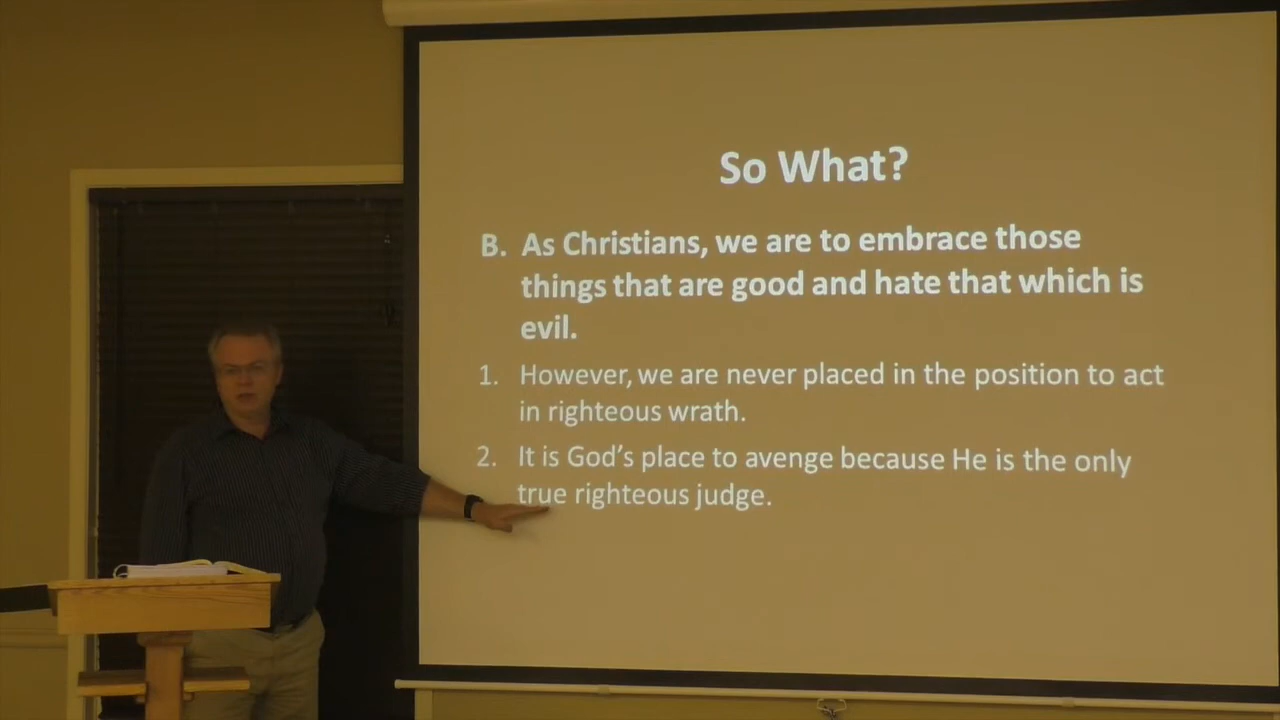 So What?
B. As Christians, we are to embrace those
things that are good and hate that which is
evil.
1. However, we are never placed in the position to act
in righteous wrath.
2. It is God's place to avenge because He is the only
true righteous judge.